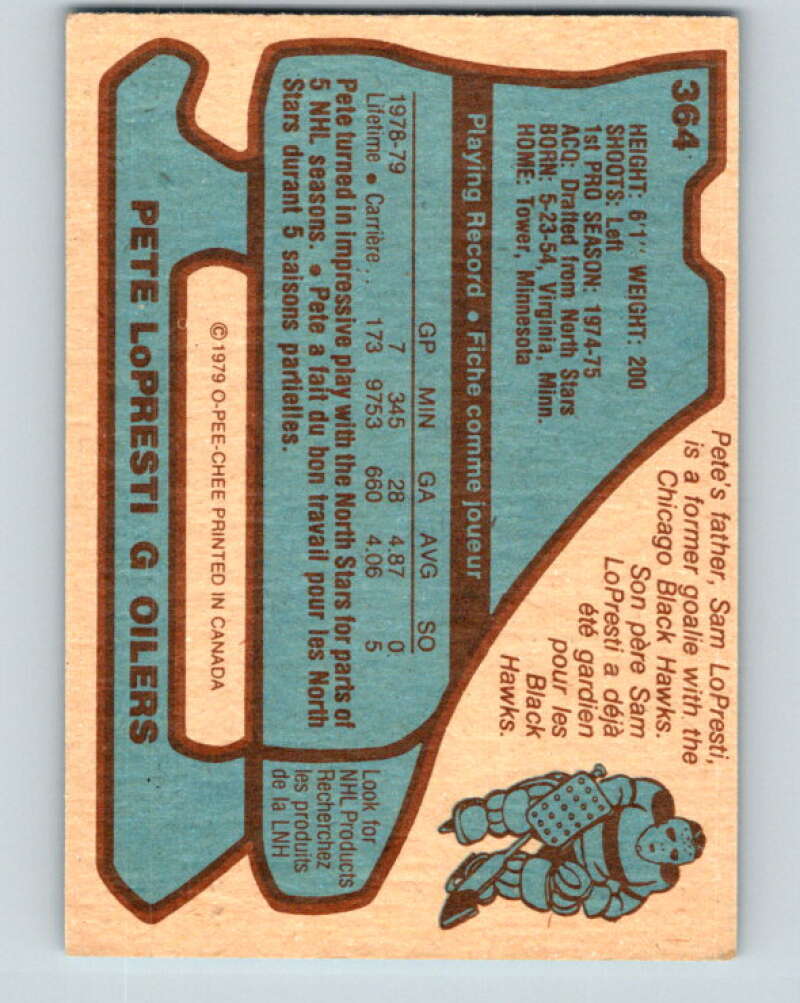 364
HEIGHT: 6'1" WEIGHT: 200
SHOOTS: Left
1st PRO SEASON: 1974-75
ACQ: Drafted from North Stars
BORN: 5-23-54, Virginia, Minn.
HOME: Tower, Minnesota
Pete's father, Sam LoPresti,
is a former goalie with the
Chicago Black Hawks.
Son père Sam
LoPresti a déjà
été gardien
pour les
Black
Hawks.
Playing Record • Fiche comme joueur
GP MIN GA AVG SO
1978-79 7 345 28 4.87 0
Lifetime • Carrière 173 9753 660 4.06 5
Pete turned in impressive play with the North Stars for parts of
5 NHL seasons. • Pete a fait du bon travail pour les North
Stars durant 5 saisons partielles.
Look for
NHL Products
Recherchez
les produits
de la LNH
© 1979 O-PEE-CHEE PRINTED IN CANADA
PETE LoPRESTI G OILERS